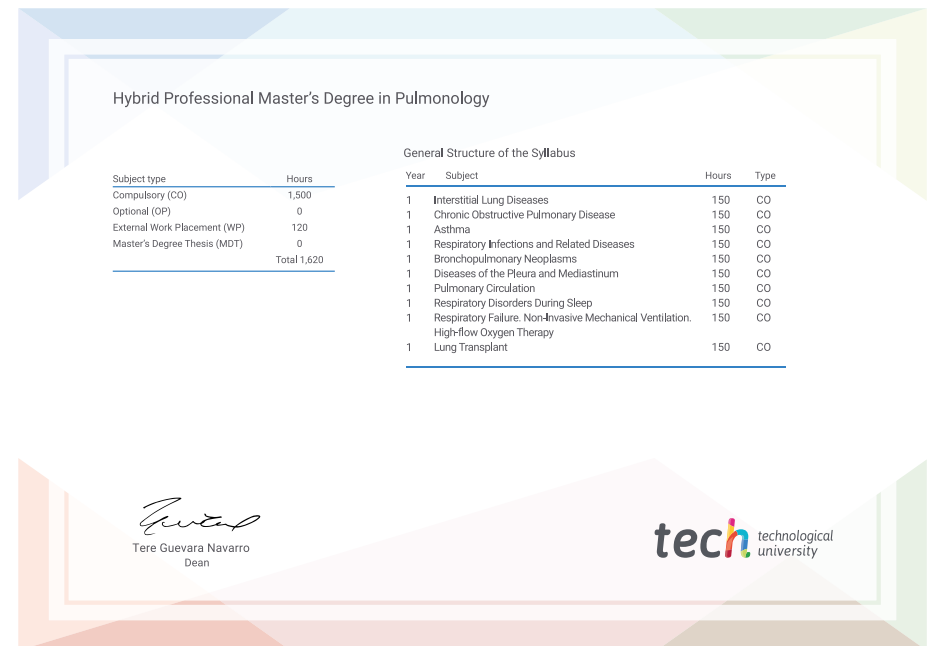 Hybrid Professional Master's Degree in Pulmonology
General Structure of the Syllabus
Subject type Hours
Compulsory (CO) 1,500
Optional (OP) 0
External Work Placement (WP) 120
Master's Degree Thesis (MDT) 0
Total 1,620
Year Subject Hours Type
1 Interstitial Lung Diseases 150 CO
1 Chronic Obstructive Pulmonary Disease 150 CO
1 Asthma 150 CO
1 Respiratory Infections and Related Diseases 150 CO
1 Bronchopulmonary Neoplasms 150 CO
1 Diseases of the Pleura and Mediastinum 150 CO
1 Pulmonary Circulation 150 CO
1 Respiratory Disorders During Sleep 150 CO
1 Respiratory Failure. Non-Invasive Mechanical Ventilation. 150 CO
High-flow Oxygen Therapy
1 Lung Transplant 150 CO
Tere Guevara Navarro
Dean
tech technological
university